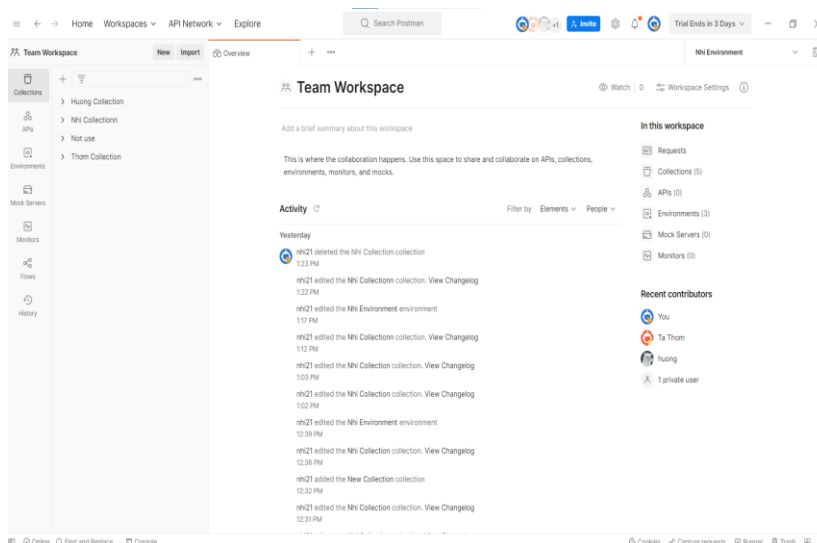 Home Workspaces API Network Explore Search Postman +1 Invite Trial Ends in 3 Days
Team Workspace New Import Overview Nhi Environment
Collections
APIs
Environments
Mock Servers
Monitors
Flows
History
Huong Collection
Nhi Collectionn
Not use
Thơm Collection
Team Workspace
Watch 0 Workspace Settings
Add a brief summary about this workspace
This is where the collaboration happens. Use this space to share and collaborate on APIs, collections,
environments, monitors, and mocks.
Activity Filter by Elements People
Yesterday
nhi21 deleted the Nhi Collection collection
1:23 PM
nhi21 edited the Nhi Collectionn collection. View Changelog
1:22 PM
nhi21 edited the Nhi Environment environment
1:17 PM
nhi21 edited the Nhi Collectionn collection. View Changelog
1:12 PM
nhi21 edited the Nhi Collection collection. View Changelog
1:03 PM
nhi21 edited the Nhi Collection collection. View Changelog
1:02 PM
nhi21 edited the Nhi Environment environment
12:39 PM
nhi21 edited the Nhi Collection collection. View Changelog
12:36 PM
nhi21 added the New Collection collection
12:32 PM
nhi21 edited the Nhi Collection collection. View Changelog
12:31 PM
In this workspace
Requests
Collections (5)
APIs (0)
Environments (3)
Mock Servers (0)
Monitors (0)
Recent contributors
You
Ta Thom
huong
1 private user
Online Find and Replace Console Cookies Capture requests Runner Trash